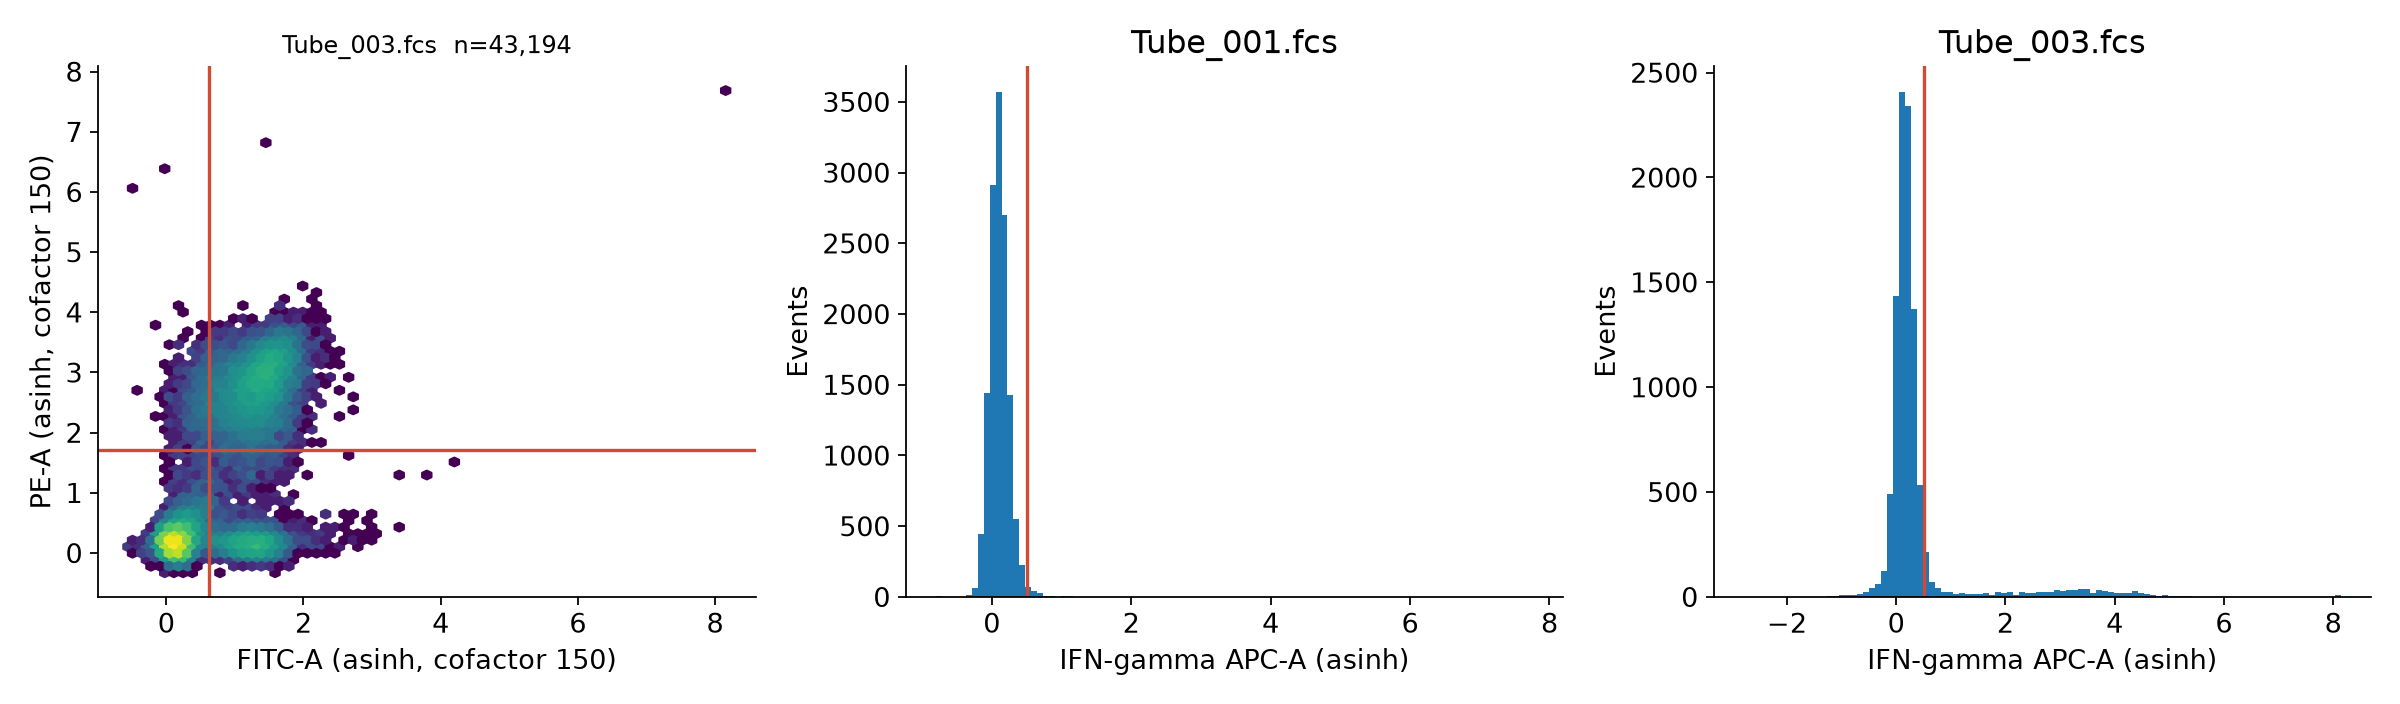 Tube_003.fcs  n=43,194
8
7
6
5
4
3
2
1
0
PE-A (asinh, cofactor 150)
0 2 4 6 8
FITC-A (asinh, cofactor 150)
Tube_001.fcs
3500
3000
2500
2000
1500
1000
500
0
Events
0 2 4 6 8
IFN-gamma APC-A (asinh)
Tube_003.fcs
2500
2000
1500
1000
500
0
Events
−2 0 2 4 6 8
IFN-gamma APC-A (asinh)